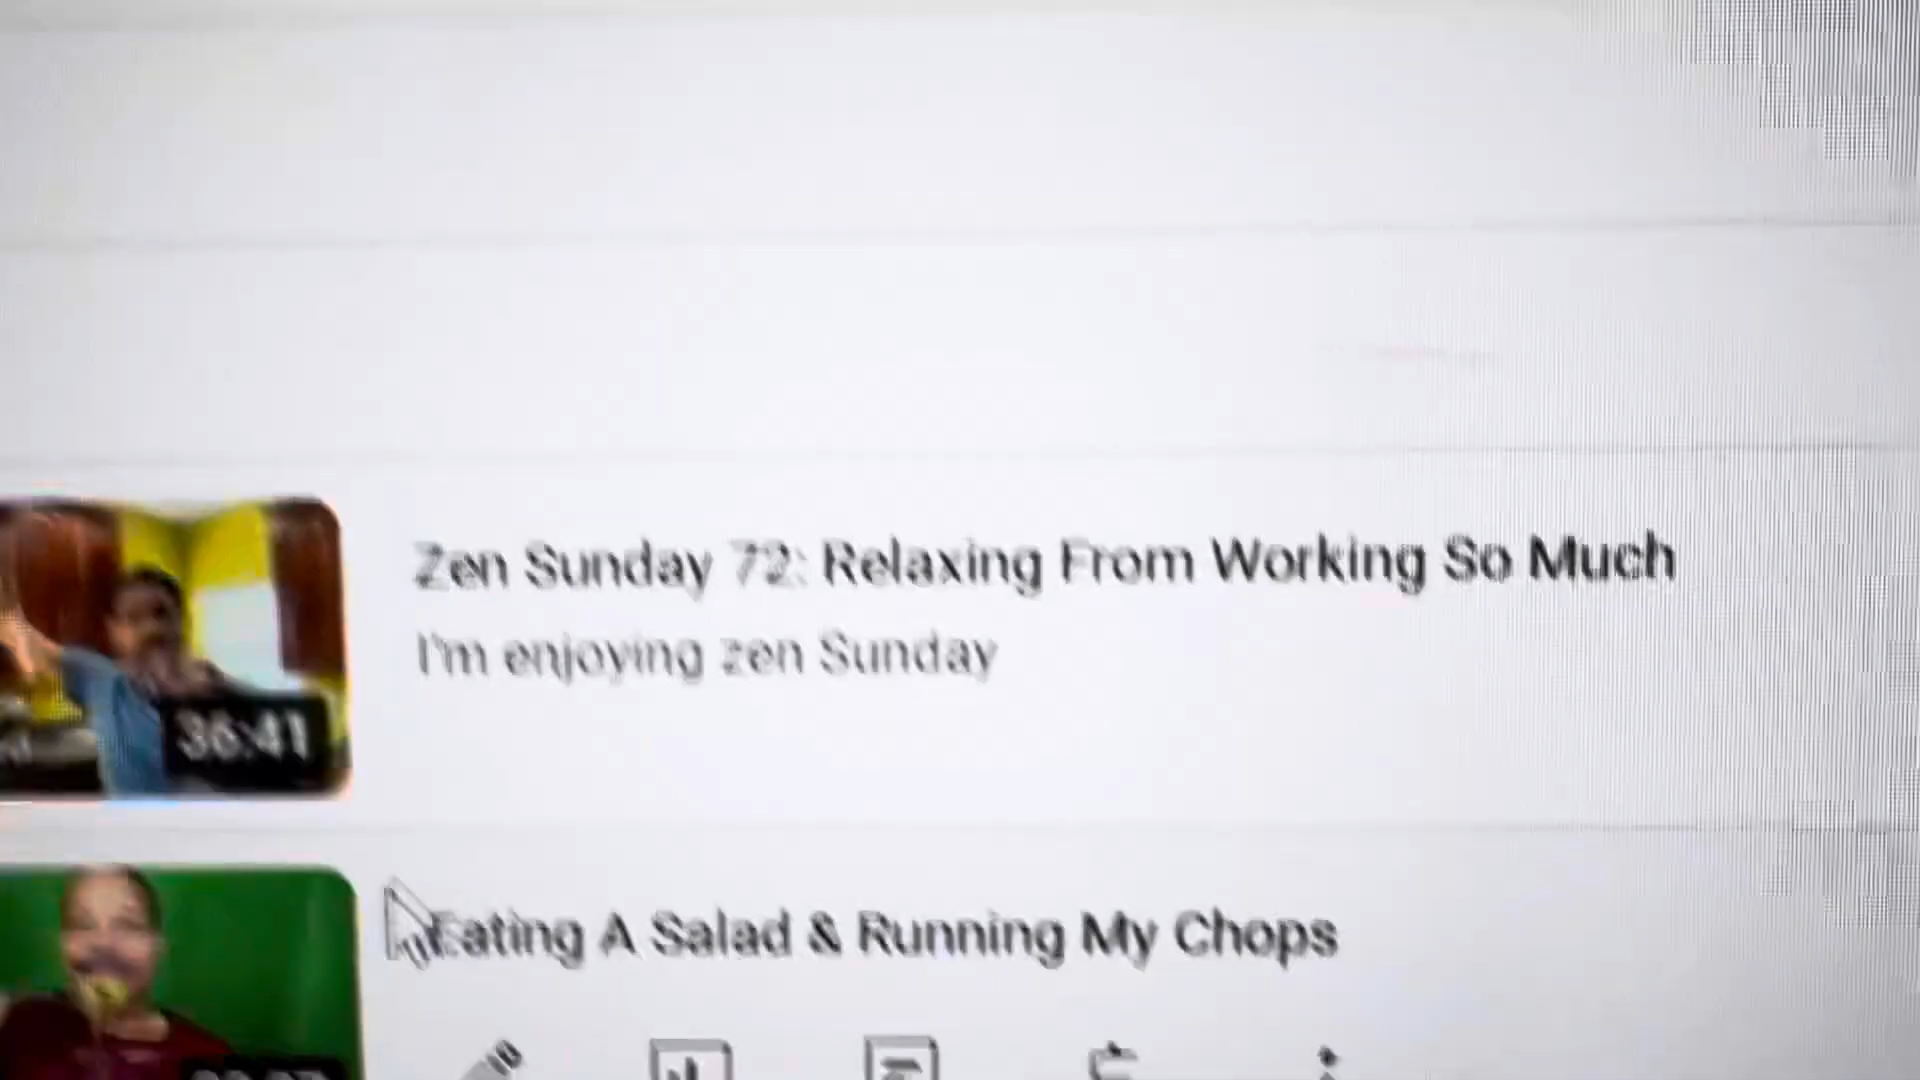 Zen Sunday 72: Relaxing From Working So Much
I'm enjoying zen Sunday
36:41
Eating A Salad & Running My Chops